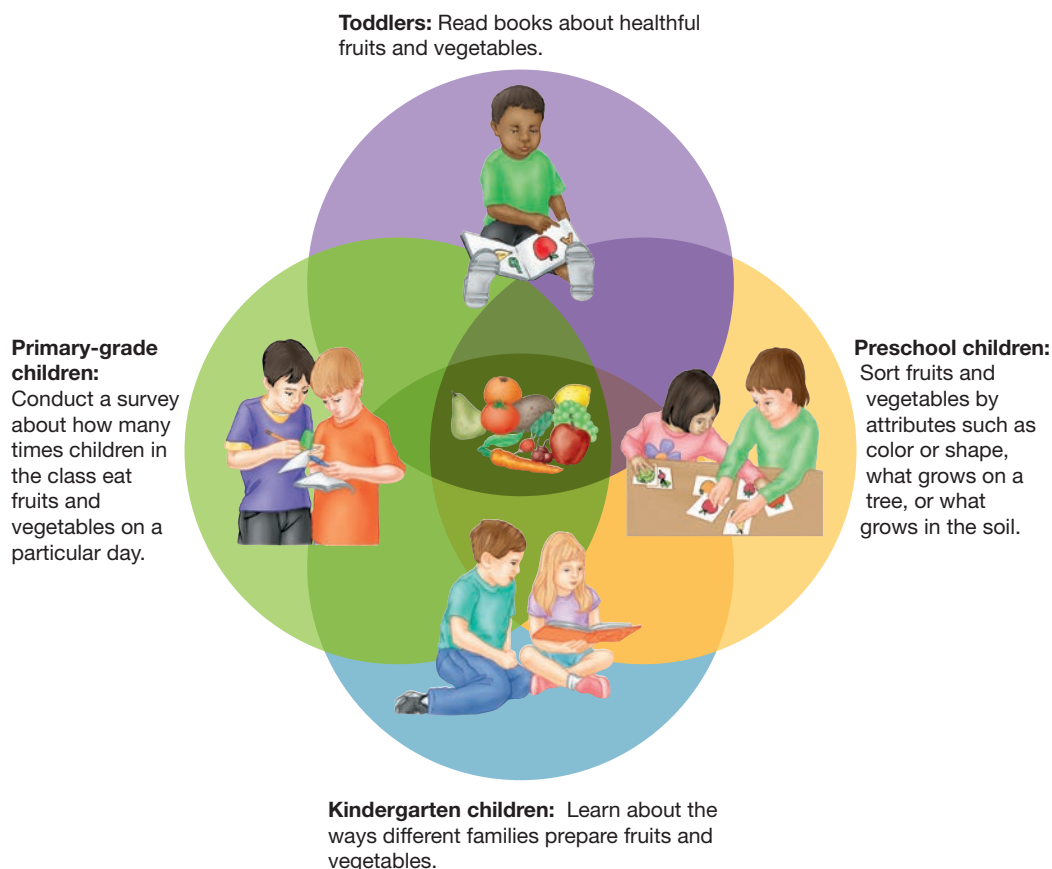 Toddlers: Read books about healthful
fruits and vegetables.
Primary-grade
children:
Conduct a survey
about how many
times children in
the class eat
fruits and
vegetables on a
particular day.
Preschool children:
Sort fruits and
vegetables by
attributes such as
color or shape,
what grows on a
tree, or what
grows in the soil.
Kindergarten children: Learn about the
ways different families prepare fruits and
vegetables.